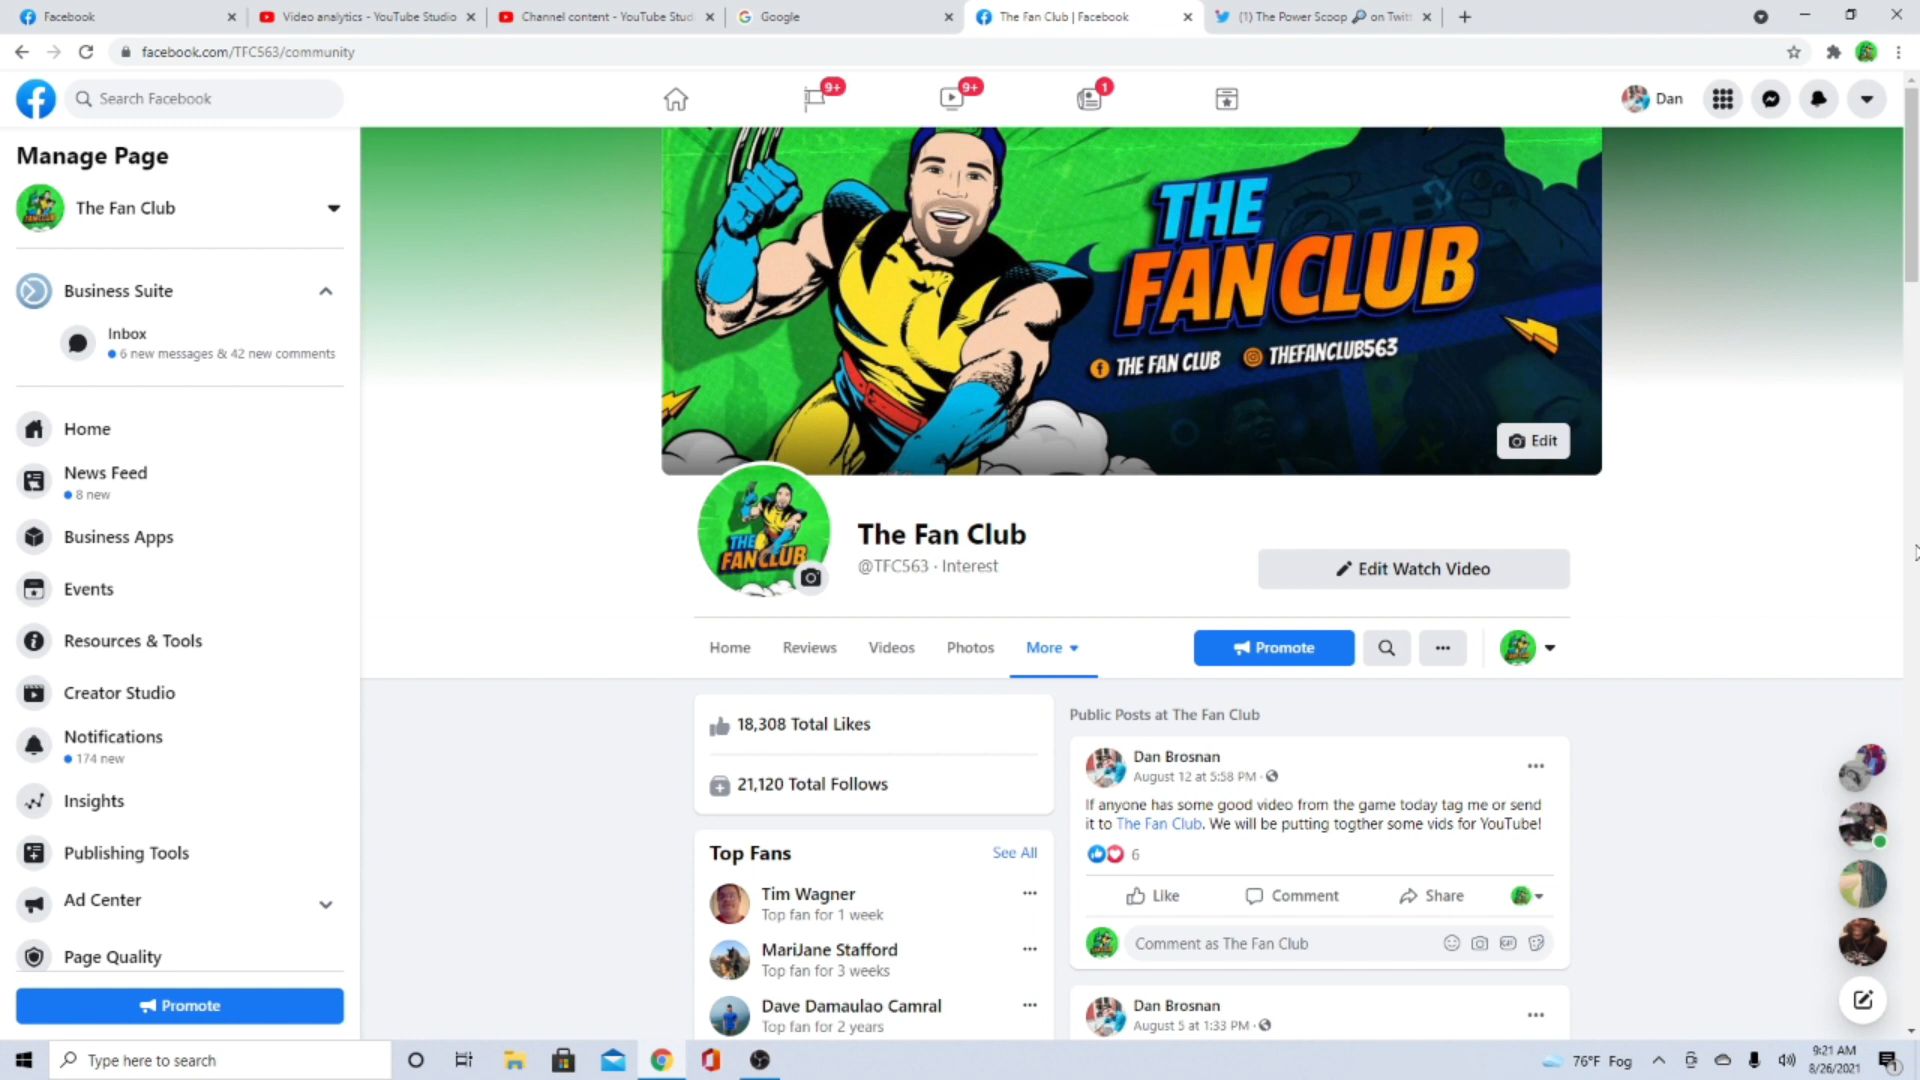 Facebook
Video analytics - YouTube Studio
Channel content - YouTube Studi
Google
The Fan Club | Facebook
(1) The Power Scoop 🔎 on Twitt
facebook.com/TFC563/community
Search Facebook
9+
9+
1
Dan
Manage Page
The Fan Club
Business Suite
Inbox
6 new messages & 42 new comments
Home
News Feed
8 new
Business Apps
Events
Resources & Tools
Creator Studio
Notifications
174 new
Insights
Publishing Tools
Ad Center
Page Quality
Promote
THE
FAN CLUB
THE FAN CLUB
THEFANCLUB563
Edit
THE
FANCLUB
The Fan Club
@TFC563 · Interest
Edit Watch Video
Home
Reviews
Videos
Photos
More
Promote
18,308 Total Likes
21,120 Total Follows
Top Fans
See All
Tim Wagner
Top fan for 1 week
MariJane Stafford
Top fan for 3 weeks
Dave Damaulao Camral
Top fan for 2 years
Public Posts at The Fan Club
Dan Brosnan
August 12 at 5:58 PM ·
If anyone has some good video from the game today tag me or send
it to The Fan Club. We will be putting togther some vids for YouTube!
6
Like
Comment
Share
Comment as The Fan Club
GIF
Dan Brosnan
August 5 at 1:33 PM ·
Type here to search
76°F Fog
9:21 AM
8/26/2021
1